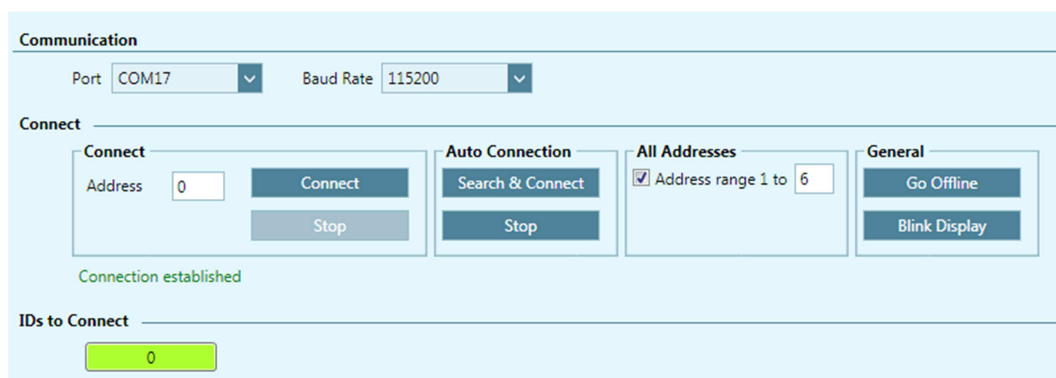 Communication
Port COM17 Baud Rate 115200
Connect
Connect Auto Connection All Addresses General
Address 0 Connect Search & Connect Address range 1 to 6 Go Offline
Stop Stop Blink Display
Connection established
IDs to Connect
0